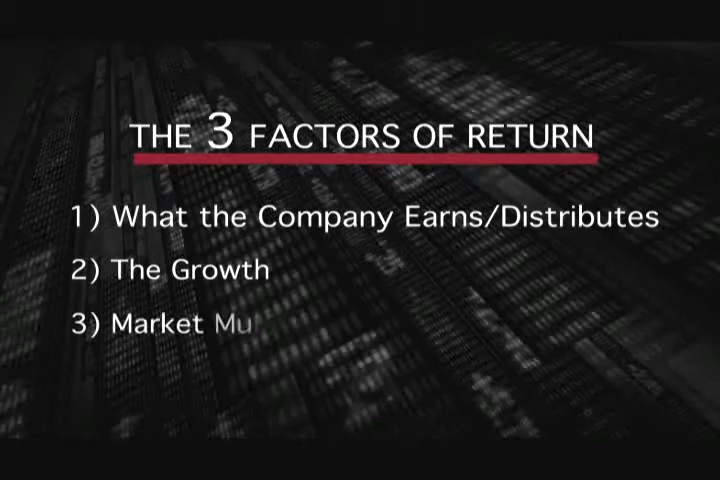 THE 3 FACTORS OF RETURN
1) What the Company Earns/Distributes
2) The Growth
3) Market Mu